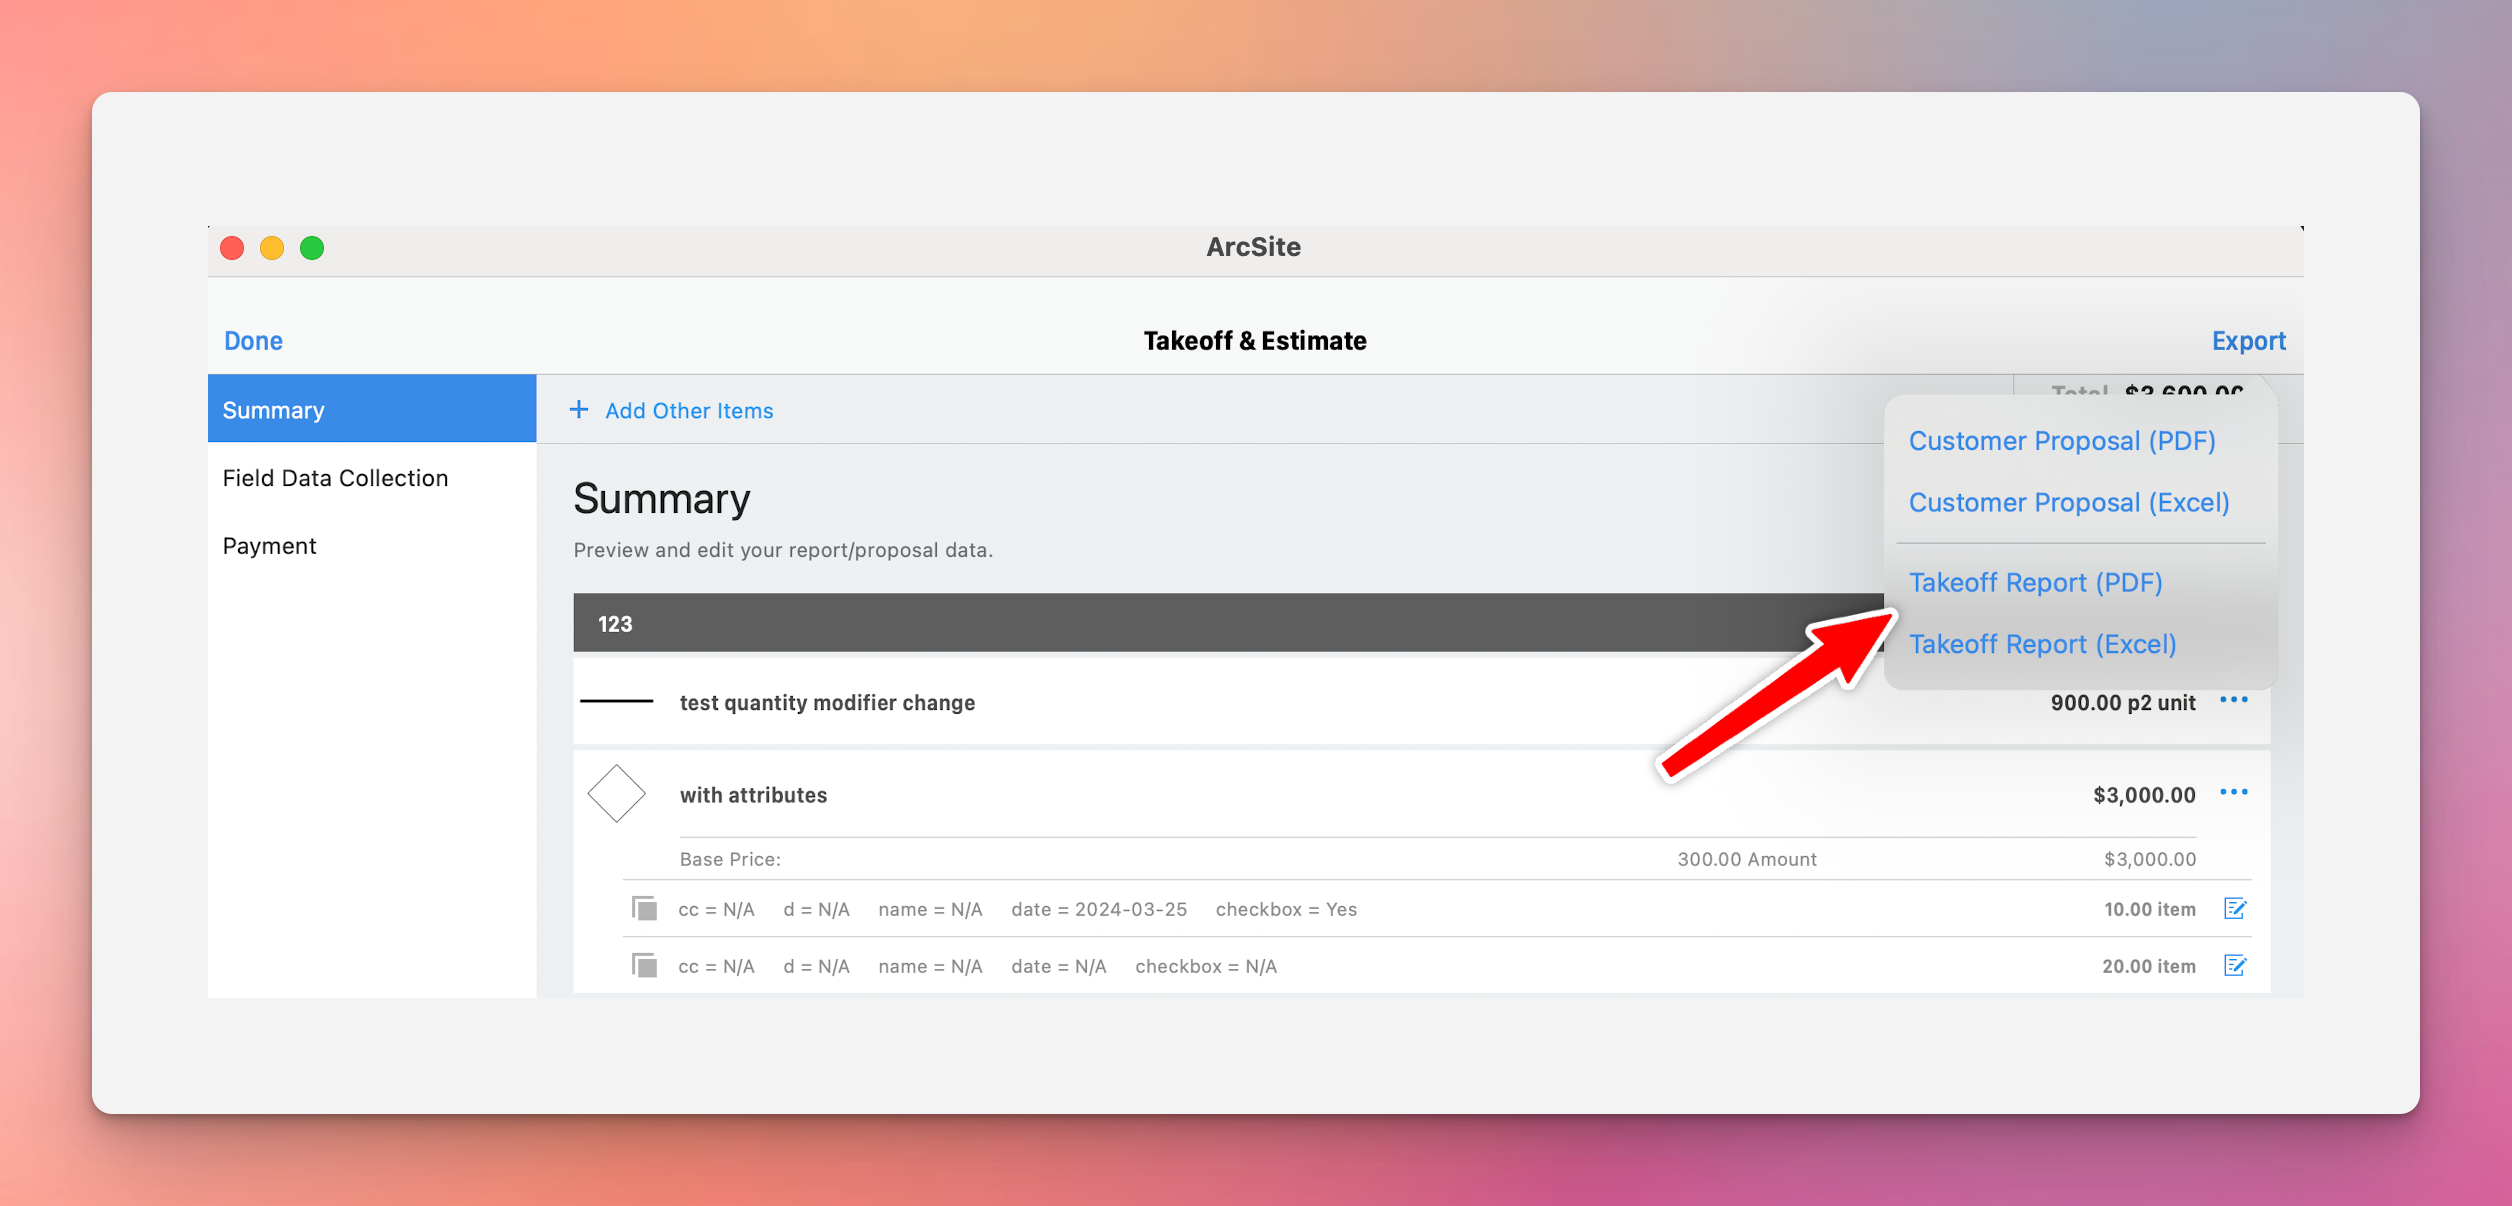 ArcSite
Done
Takeoff & Estimate
Export
Summary
Field Data Collection
Payment
+ Add Other Items
Total $3,600.00
Customer Proposal (PDF)
Customer Proposal (Excel)
Takeoff Report (PDF)
Takeoff Report (Excel)
Summary
Preview and edit your report/proposal data.
123
test quantity modifier change 900.00 p2 unit
with attributes $3,000.00
Base Price: 300.00 Amount $3,000.00
cc = N/A d = N/A name = N/A date = 2024-03-25 checkbox = Yes 10.00 item
cc = N/A d = N/A name = N/A date = N/A checkbox = N/A 20.00 item